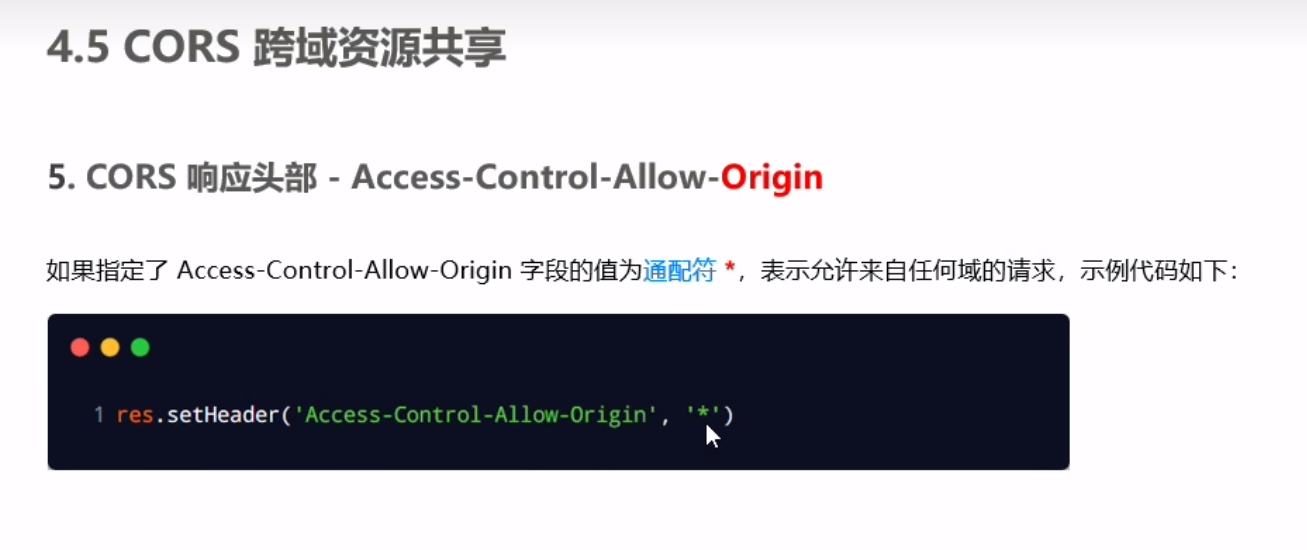 4.5 CORS 跨域资源共享
5. CORS 响应头部 - Access-Control-Allow-Origin
如果指定了 Access-Control-Allow-Origin 字段的值为通配符 *，表示允许来自任何域的请求，示例代码如下：
1 res.setHeader('Access-Control-Allow-Origin', '*')